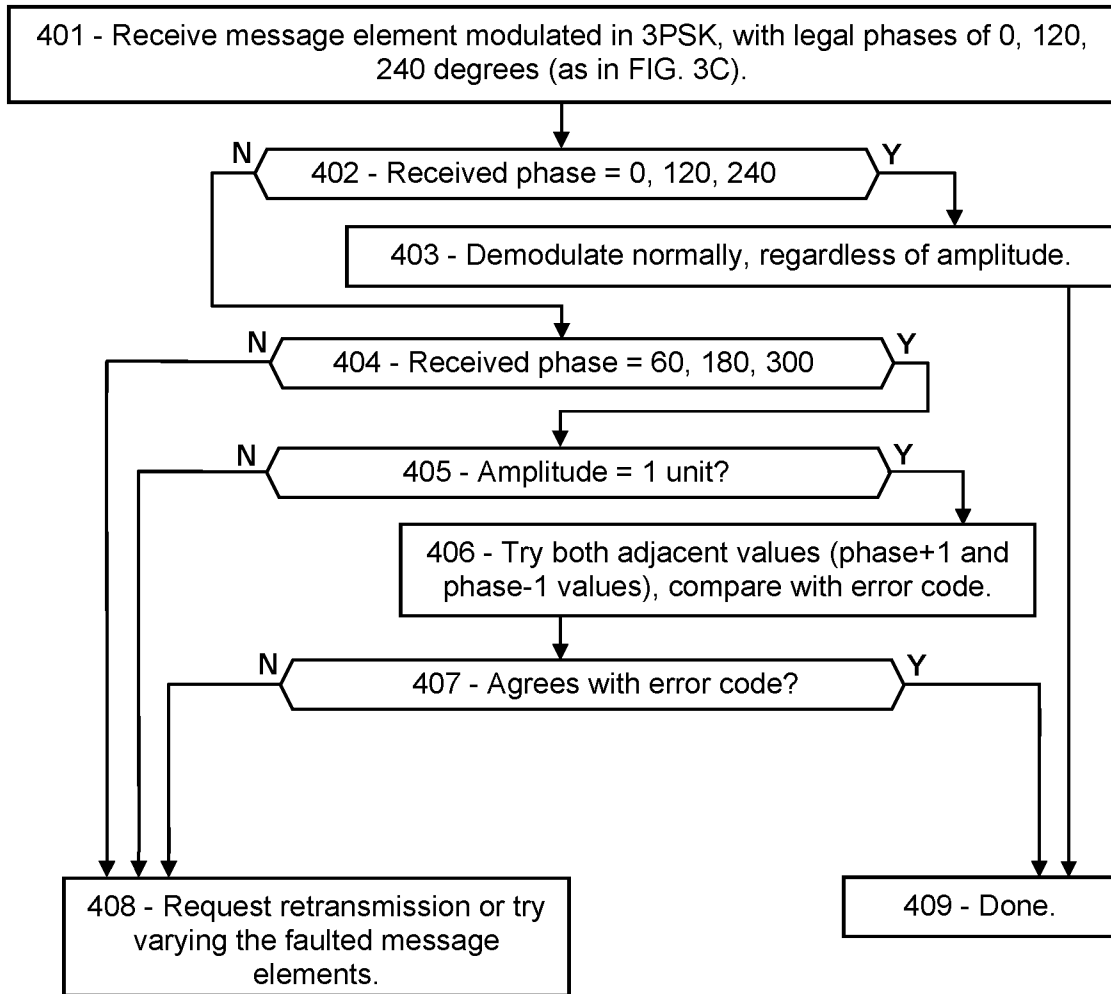 401 - Receive message element modulated in 3PSK, with legal phases of 0, 120,
240 degrees (as in FIG. 3C).
N
Y
402 - Received phase = 0, 120, 240
403 - Demodulate normally, regardless of amplitude.
N
Y
404 - Received phase = 60, 180, 300
N
Y
405 - Amplitude = 1 unit?
406 - Try both adjacent values (phase+1 and
phase-1 values), compare with error code.
N
Y
407 - Agrees with error code?
408 - Request retransmission or try
varying the faulted message
elements.
409 - Done.